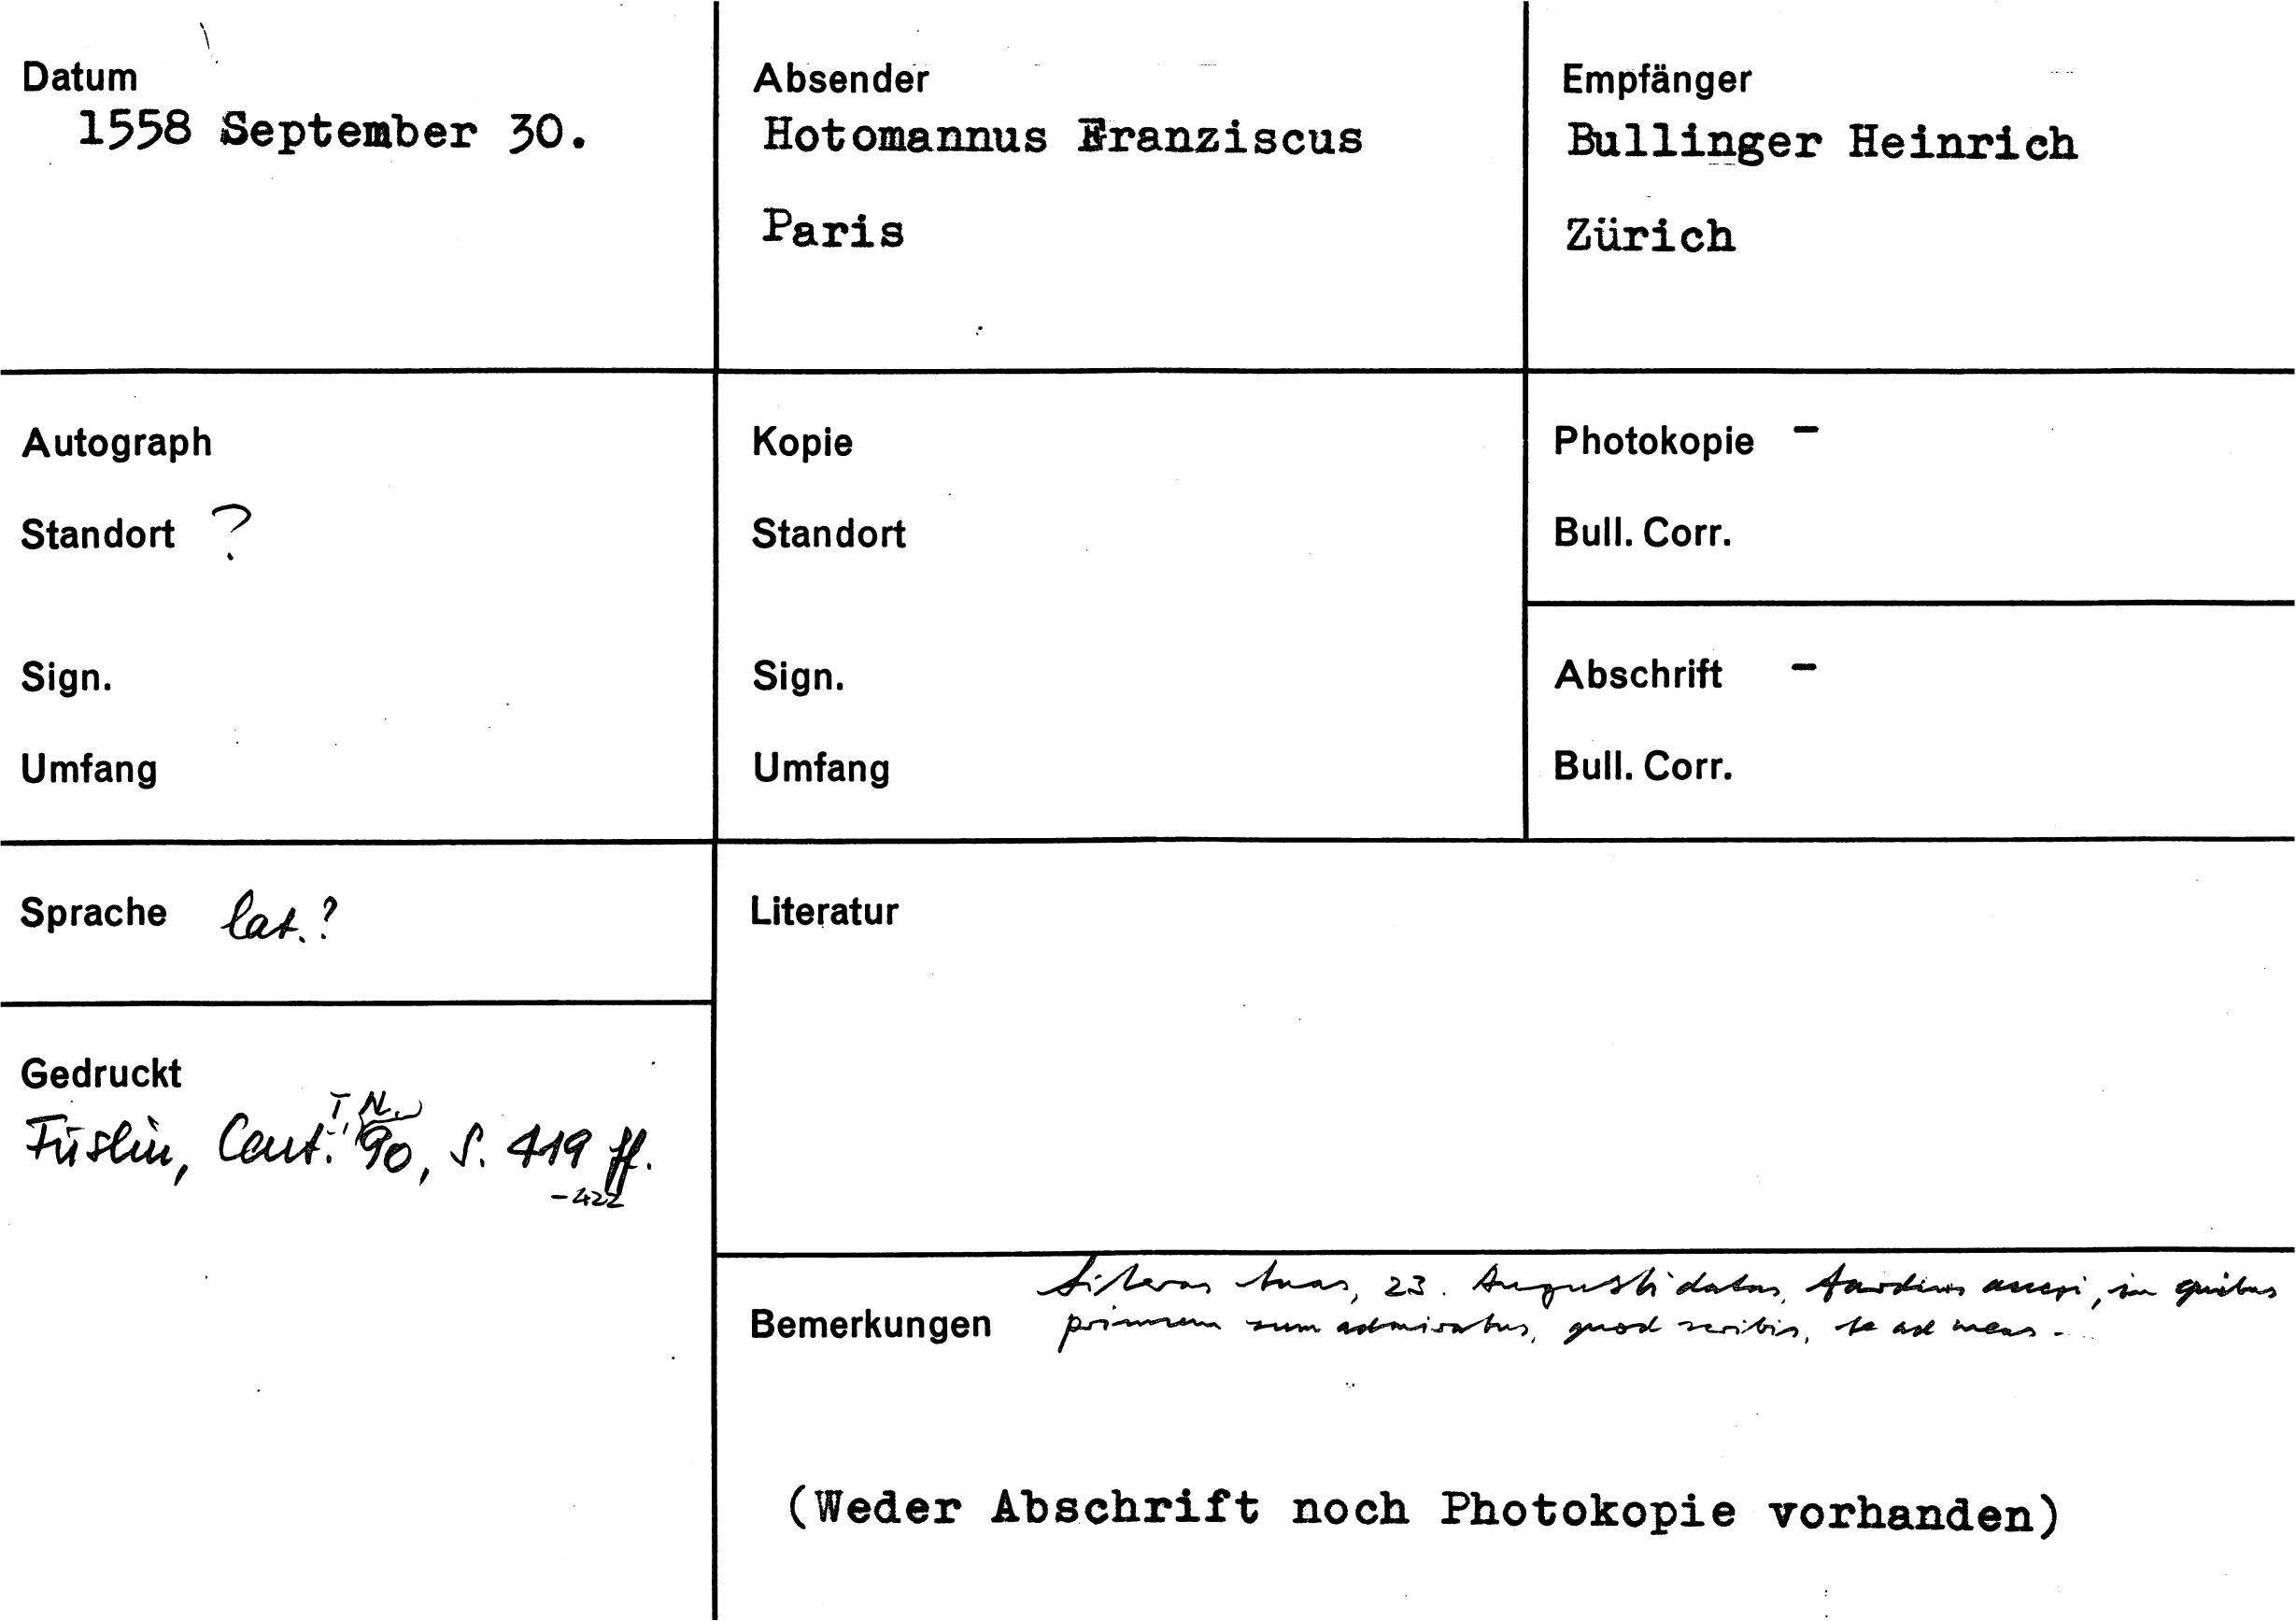 Datum
1558 September 30.
Absender
Hotomannus Franziscus
Paris
Empfänger
Bullinger Heinrich
Zürich
Autograph
Standort ?
Sign.
Umfang
Kopie
Standort
Sign.
Umfang
Photokopie -
Bull. Corr.
Abschrift -
Bull. Corr.
Sprache lat.?
Gedruckt
Füslin, Cent. I, N. 90, S. 419 ff.
-422
Literatur
Bemerkungen
Literas tuas, 23. Augusti datas, tardius accepi, in quibus
primum sum admiratus, quod scribis, te ad meas -
(Weder Abschrift noch Photokopie vorhanden)